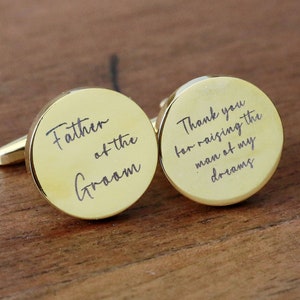 Father
of the
Groom
Thank you
for raising the
man of my
dreams